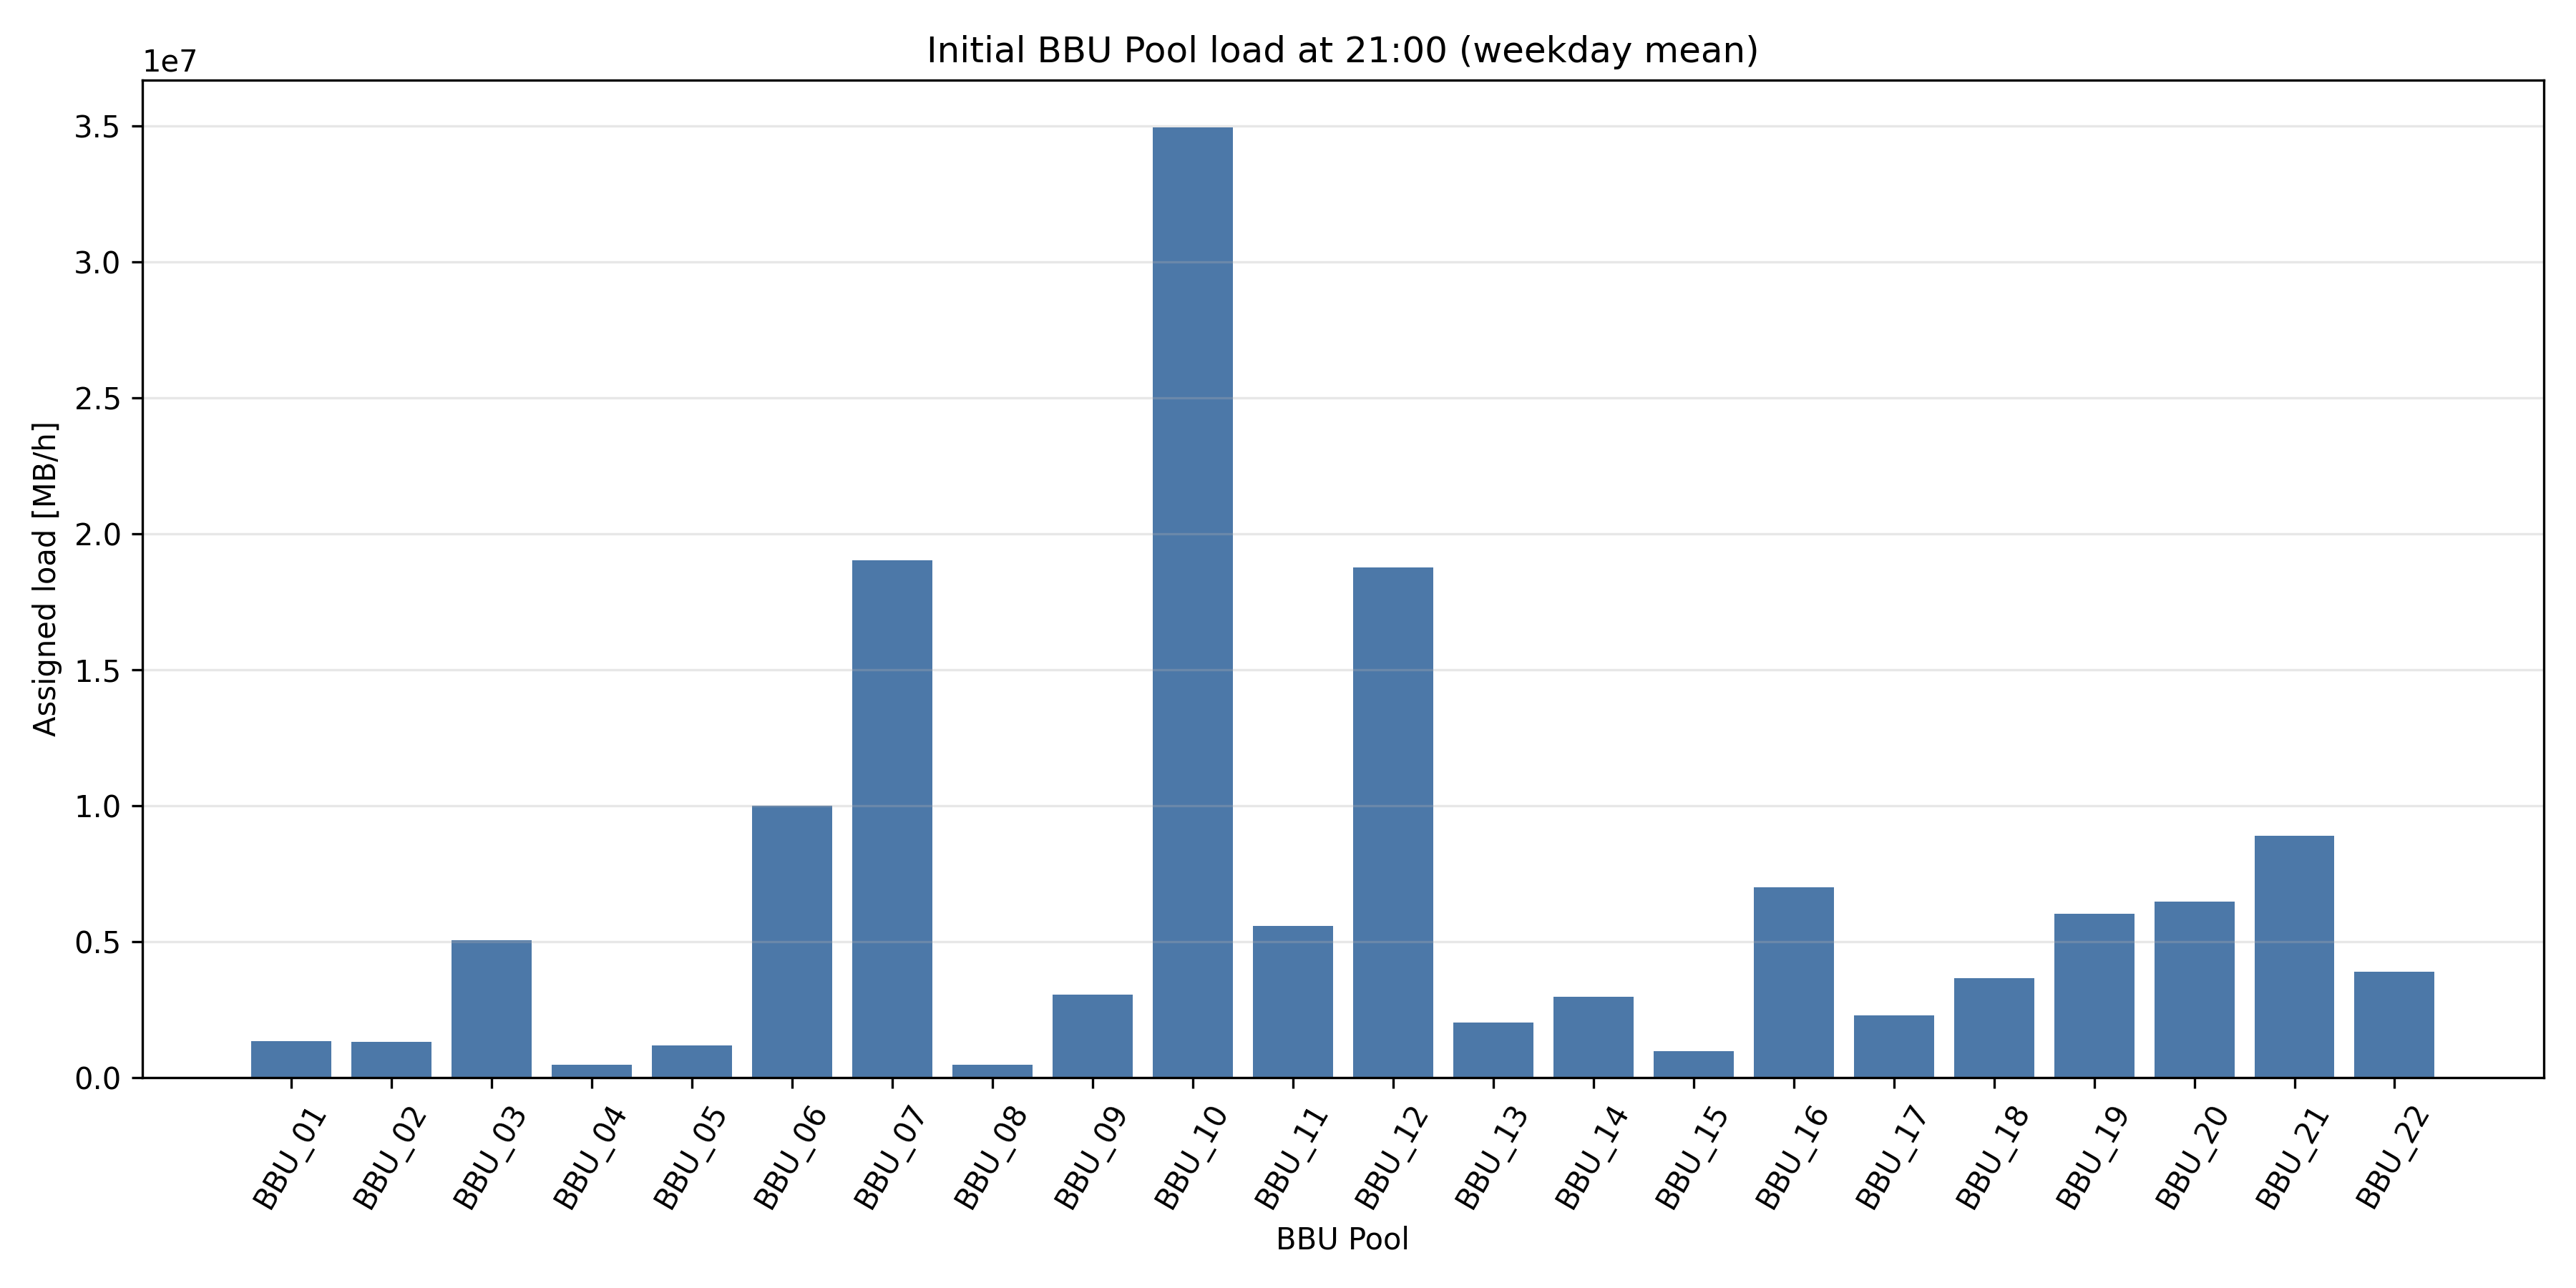 Initial BBU Pool load at 21:00 (weekday mean)
1e7
3.5
3.0
2.5
2.0
1.5
1.0
0.5
0.0
Assigned load [MB/h]
BBU_01
BBU_02
BBU_03
BBU_04
BBU_05
BBU_06
BBU_07
BBU_08
BBU_09
BBU_10
BBU_11
BBU_12
BBU_13
BBU_14
BBU_15
BBU_16
BBU_17
BBU_18
BBU_19
BBU_20
BBU_21
BBU_22
BBU Pool